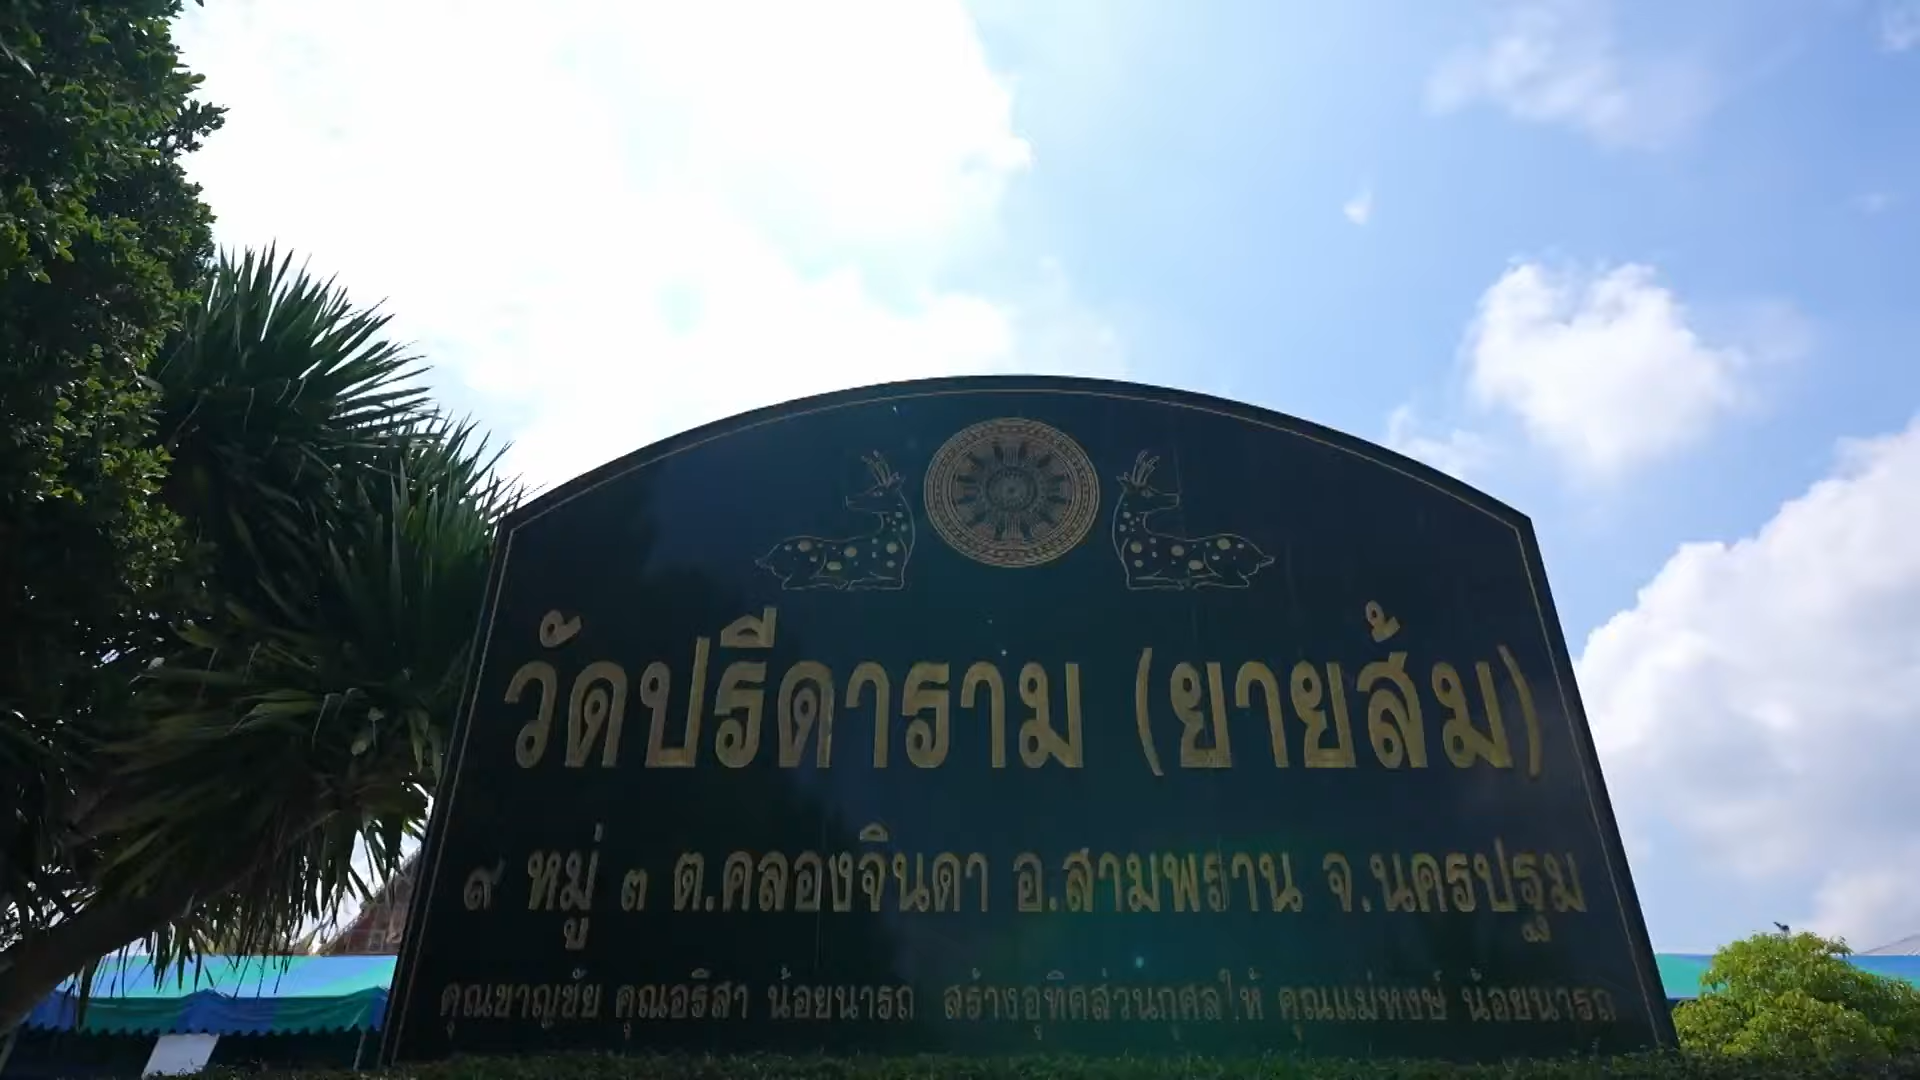 วัดปรีดาราม (ยายส้ม)
๙ หมู่ ๓ ต.คลองจินดา อ.สามพราน จ.นครปฐม
คุณชาญชัย คุณอริสา น้อยนารถ สร้างอุทิศส่วนกุศลให้ คุณแม่หงษ์ น้อยนารถ